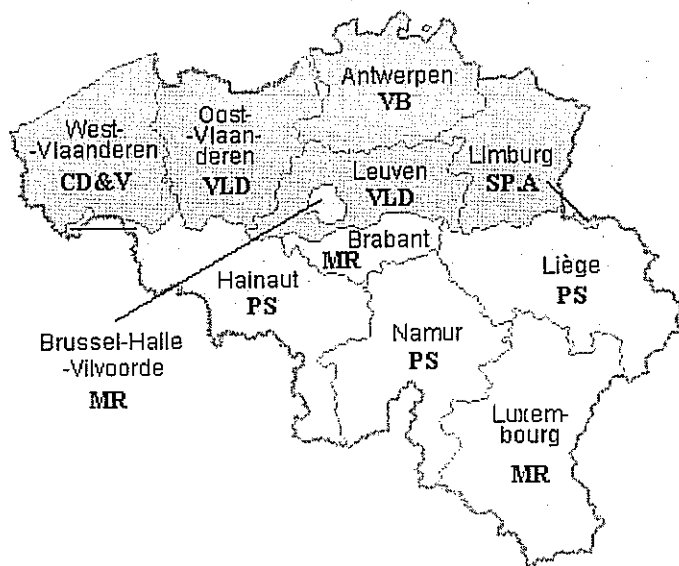 Antwerpen
VB
West-
-Vlaanderen
CD&V
Oost-
-Vlaan-
deren
VLD
Limburg
SP.A
Leuven
VLD
Brabant
MR
Hainaut
PS
Liège
PS
Brussel-Halle
-Vilvoorde
MR
Namur
PS
Luxem-
bourg
MR